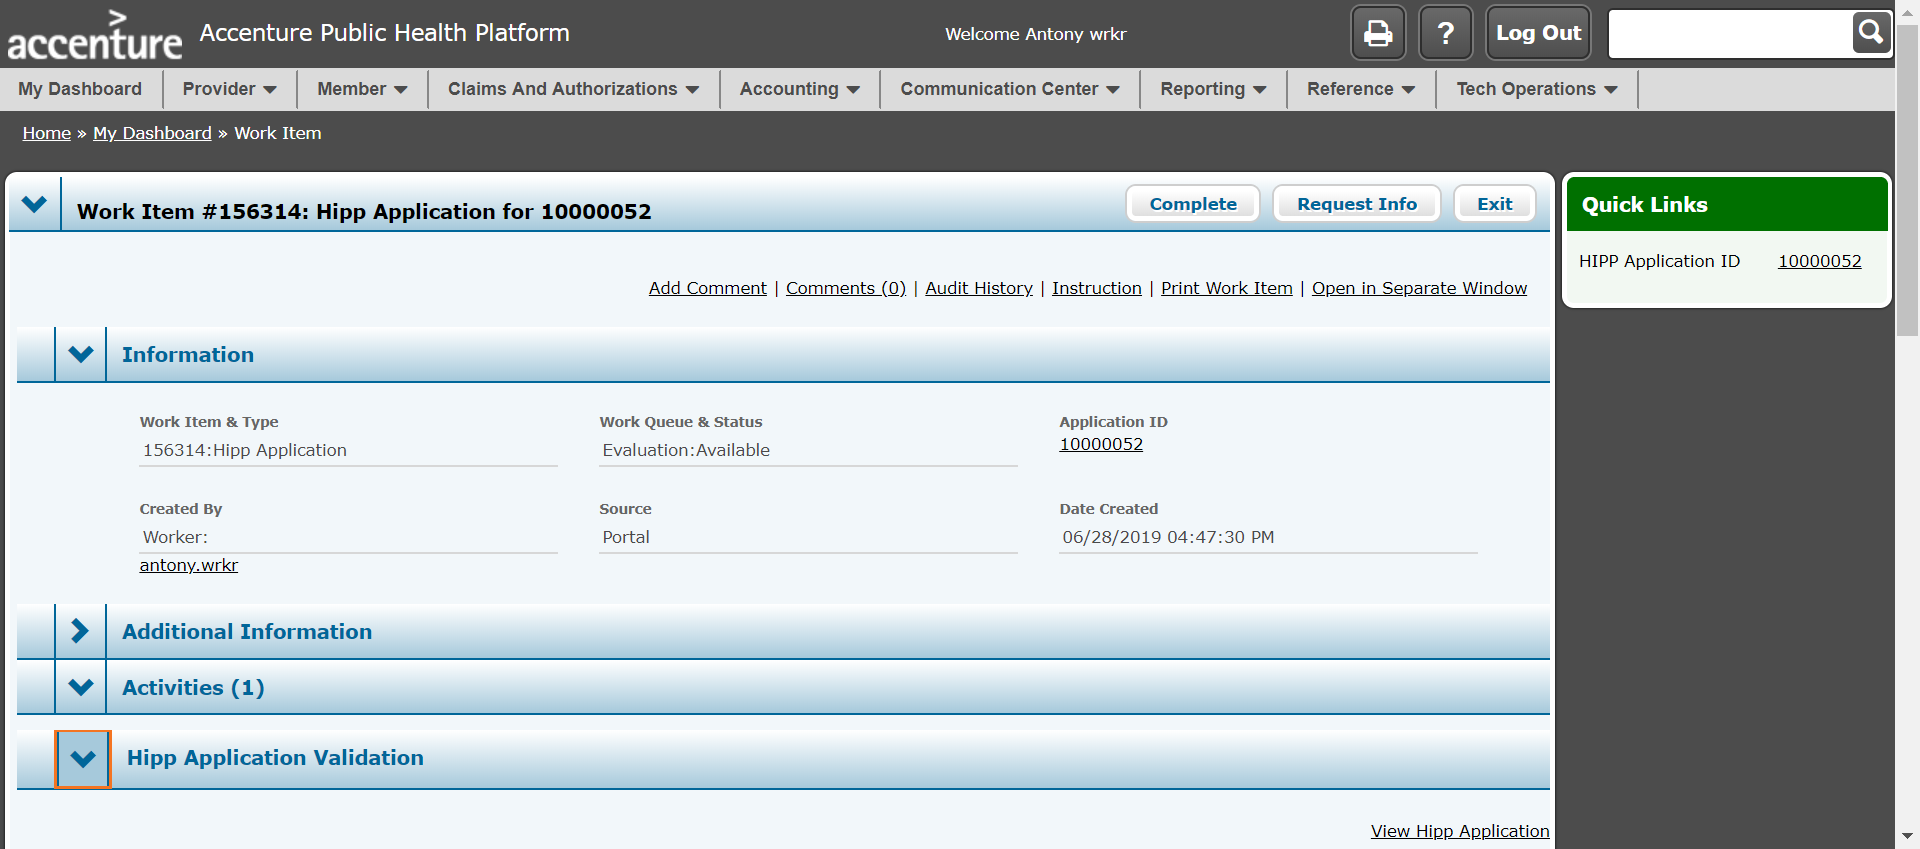 accenture
Accenture Public Health Platform
Welcome Antony wrkr
?
Log Out
My Dashboard
Provider
Member
Claims And Authorizations
Accounting
Communication Center
Reporting
Reference
Tech Operations
Home » My Dashboard » Work Item
Work Item #156314: Hipp Application for 10000052
Complete
Request Info
Exit
Quick Links
HIPP Application ID 10000052
Add Comment | Comments (0) | Audit History | Instruction | Print Work Item | Open in Separate Window
Information
Work Item & Type
156314:Hipp Application
Work Queue & Status
Evaluation:Available
Application ID
10000052
Created By
Worker:
antony.wrkr
Source
Portal
Date Created
06/28/2019 04:47:30 PM
Additional Information
Activities (1)
Hipp Application Validation
View Hipp Application